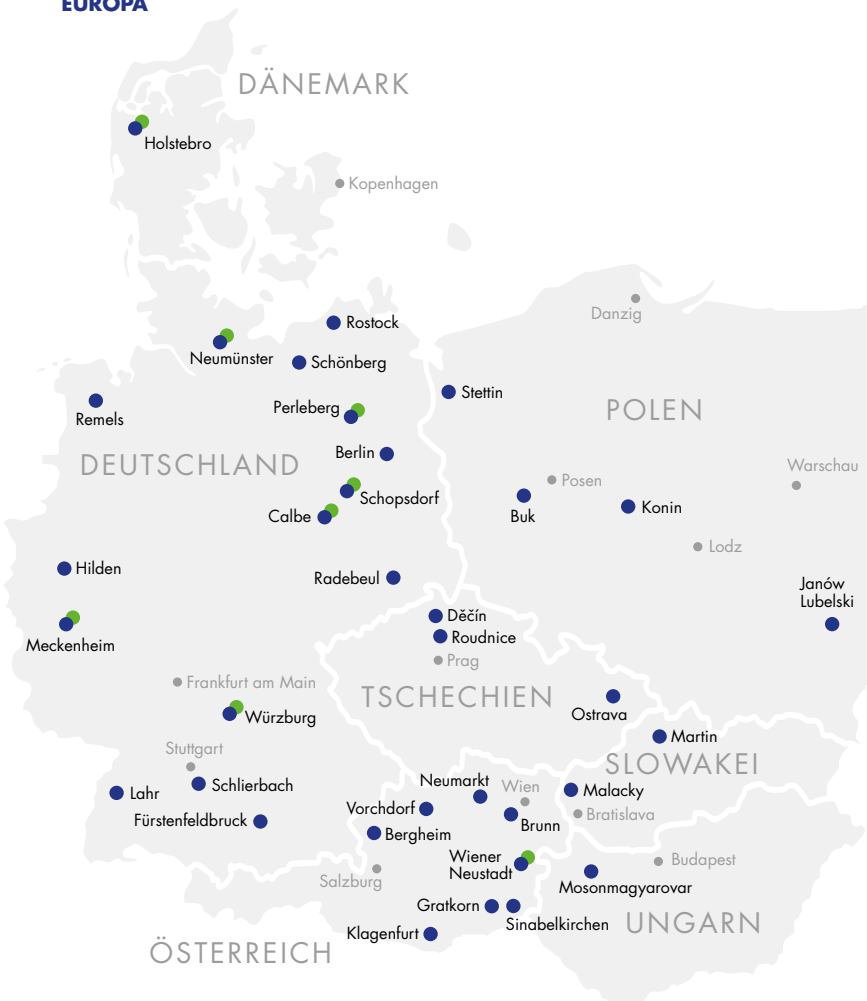 EUROPA
DÄNEMARK
Holstebro
Kopenhagen
Danzig
Rostock
Neumünster
Schönberg
Stettin
Remels
Perleberg
POLEN
Berlin
DEUTSCHLAND
Warschau
Posen
Schopsdorf
Calbe
Buk
Konin
Lodz
Hilden
Radebeul
Janów
Lubelski
Děčín
Roudnice
Meckenheim
Prag
Frankfurt am Main
TSCHECHIEN
Würzburg
Ostrava
Martin
Stuttgart
SLOWAKEI
Schlierbach
Neumarkt
Wien
Malacky
Lahr
Vorchdorf
Bratislava
Fürstenfeldbruck
Brunn
Bergheim
Wiener
Neustadt
Budapest
Salzburg
Mosonmagyarovar
Gratkorn
Sinabelkirchen
UNGARN
Klagenfurt
ÖSTERREICH